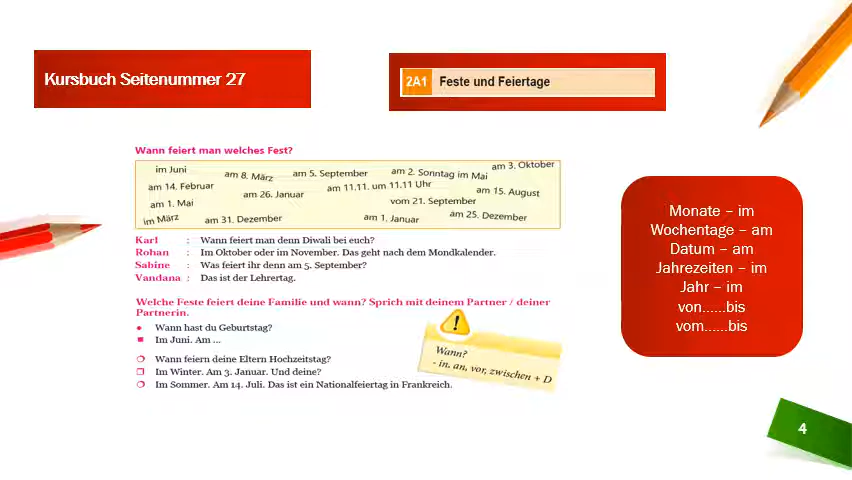 Kursbuch Seitenummer 27
2A1 Feste und Feiertage
Wann feiert man welches Fest?
im Juni am 8. März am 5. September am 2. Sonntag im Mai am 3. Oktober
am 14. Februar am 26. Januar am 11.11. um 11.11 Uhr am 15. August
am 1. Mai vom 21. September
im März am 31. Dezember am 1. Januar am 25. Dezember
Karl : Wann feiert man denn Diwali bei euch?
Rohan : Im Oktober oder im November. Das geht nach dem Mondkalender.
Sabine : Was feiert ihr denn am 5. September?
Vandana : Das ist der Lehrertag.
Welche Feste feiert deine Familie und wann? Sprich mit deinem Partner / deiner
Partnerin.
Wann hast du Geburtstag?
Im Juni. Am ...
Wann feiern deine Eltern Hochzeitstag?
Im Winter. Am 3. Januar. Und deine?
Im Sommer. Am 14. Juli. Das ist ein Nationalfeiertag in Frankreich.
!
Wann?
- in, an, vor, zwischen + D
Monate – im
Wochentage – am
Datum – am
Jahrezeiten – im
Jahr – im
von......bis
vom......bis
4